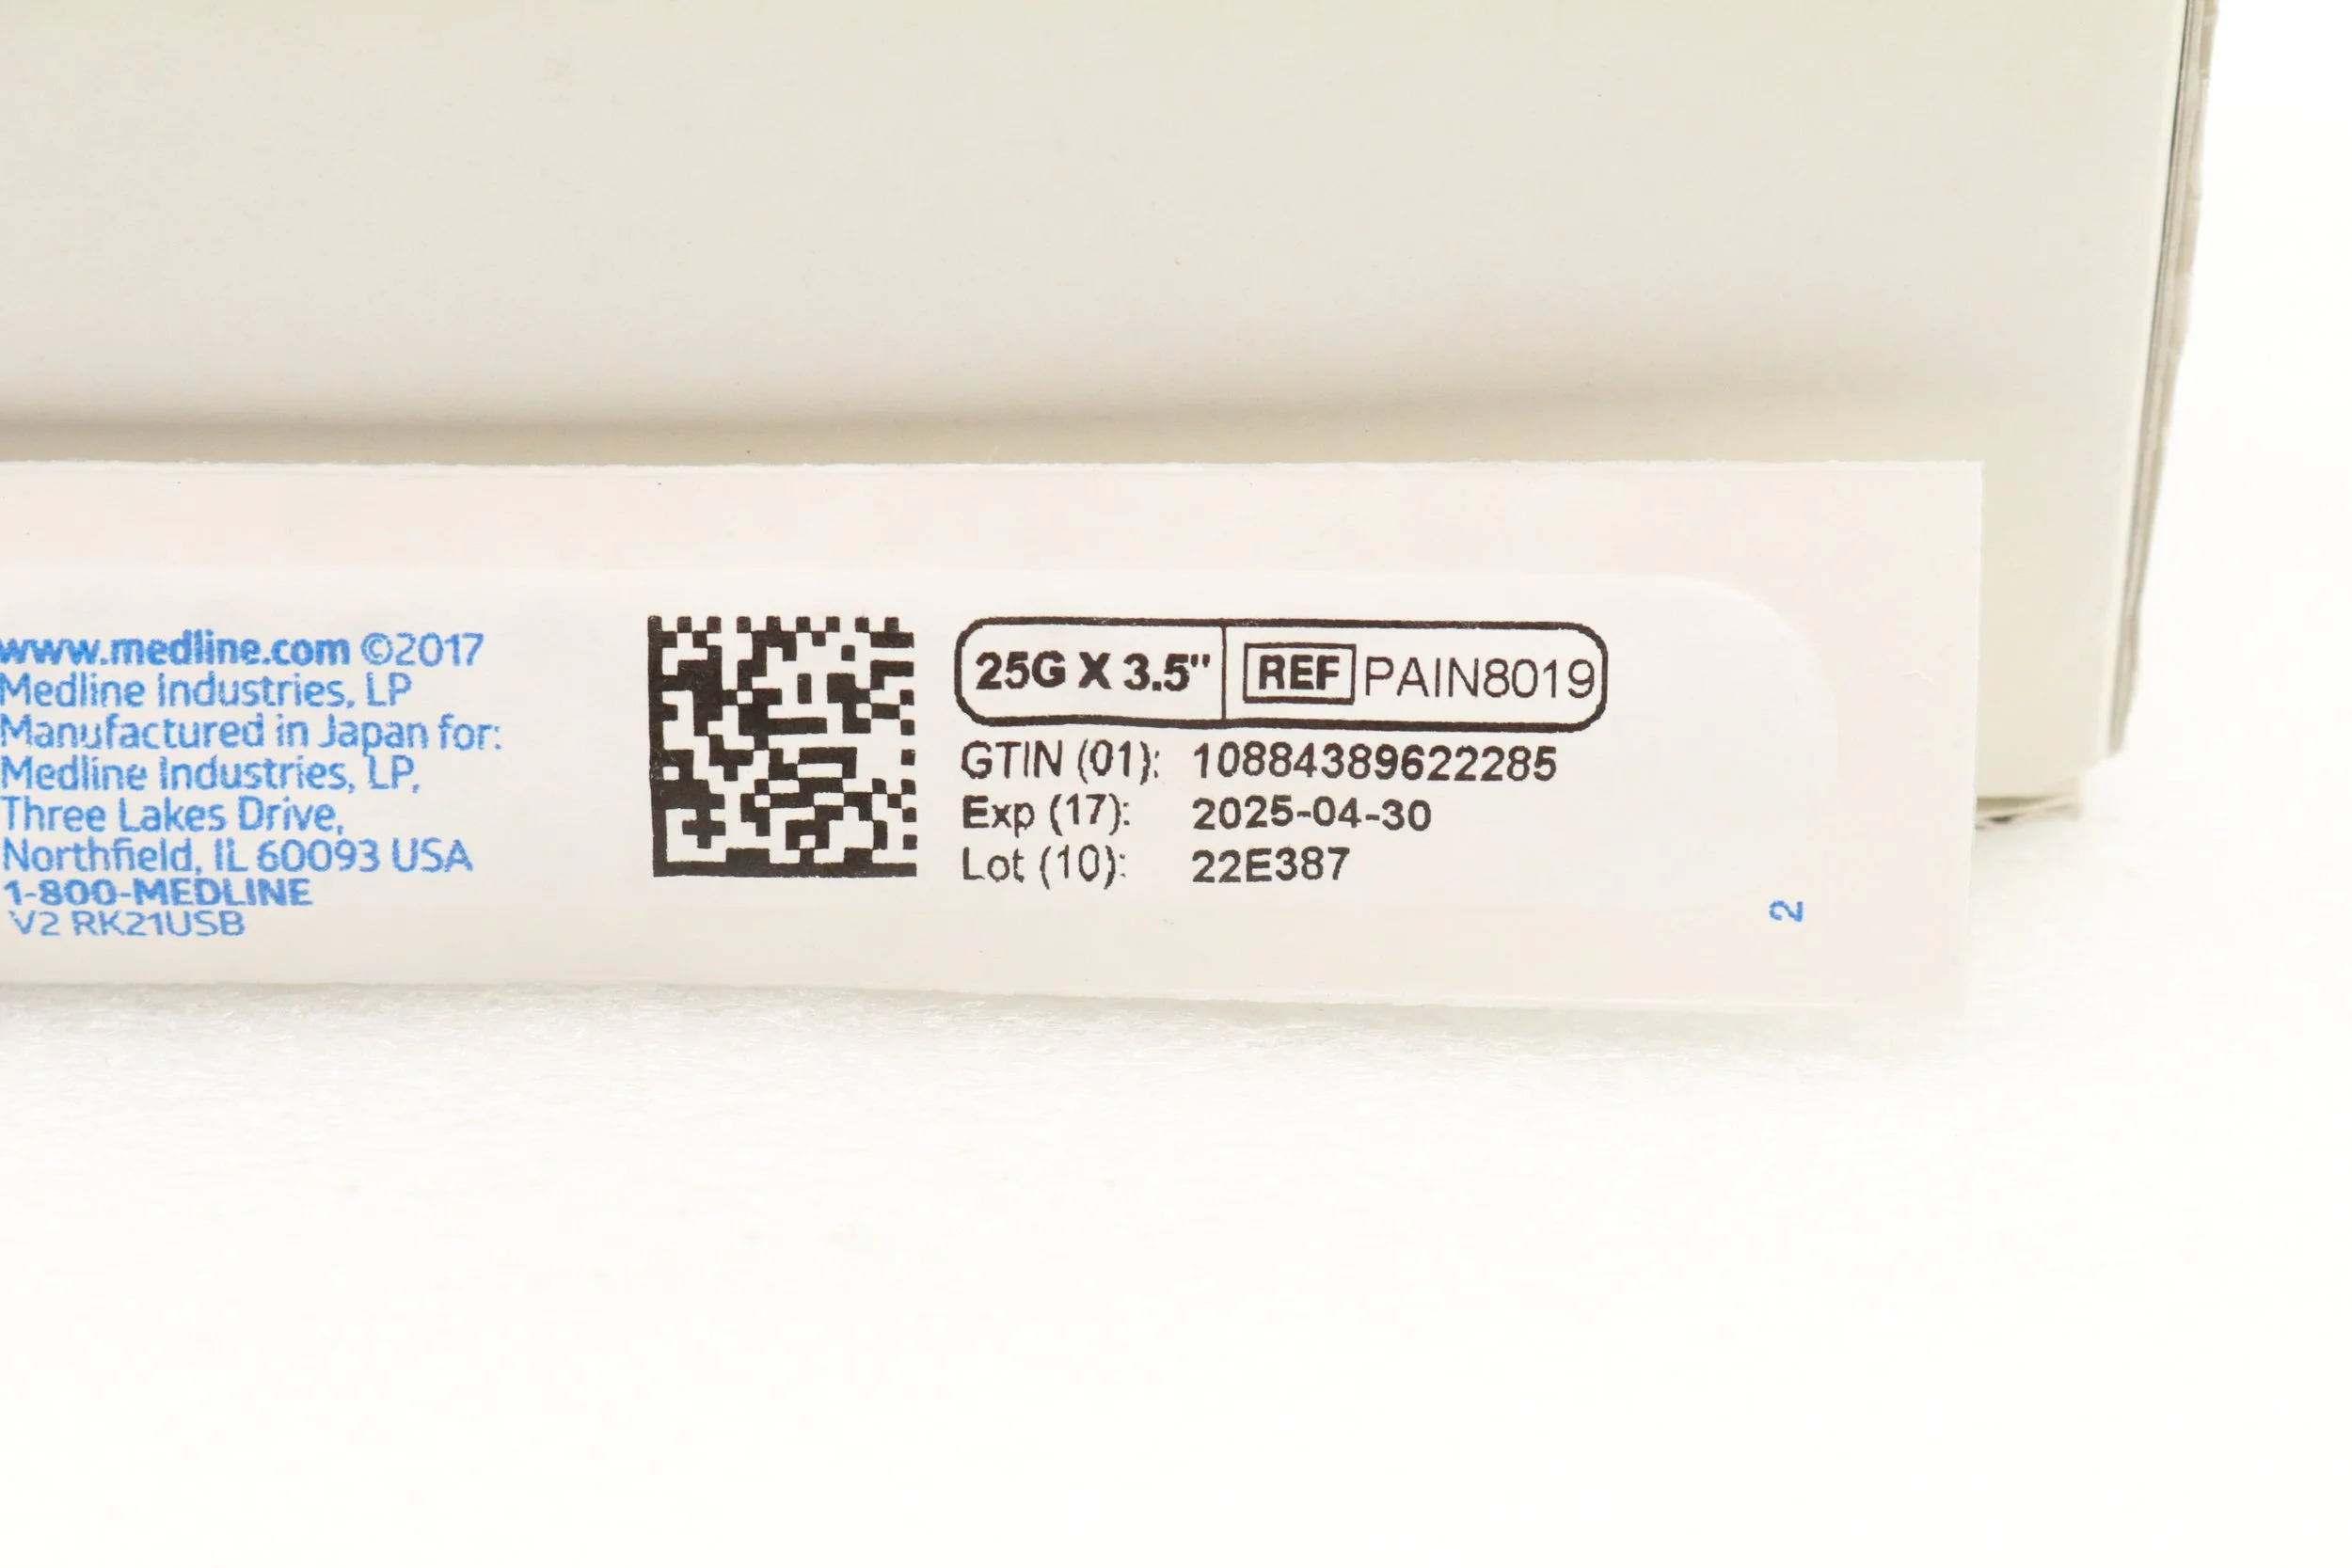 www.medline.com ©2017
Medline Industries, LP
Manufactured in Japan for:
Medline Industries, LP,
Three Lakes Drive,
Northfield, IL 60093 USA
1-800-MEDLINE
V2 RK21USB
25G X 3.5" REF PAIN8019
GTIN (01): 10884389622285
Exp (17): 2025-04-30
Lot (10): 22E387
2